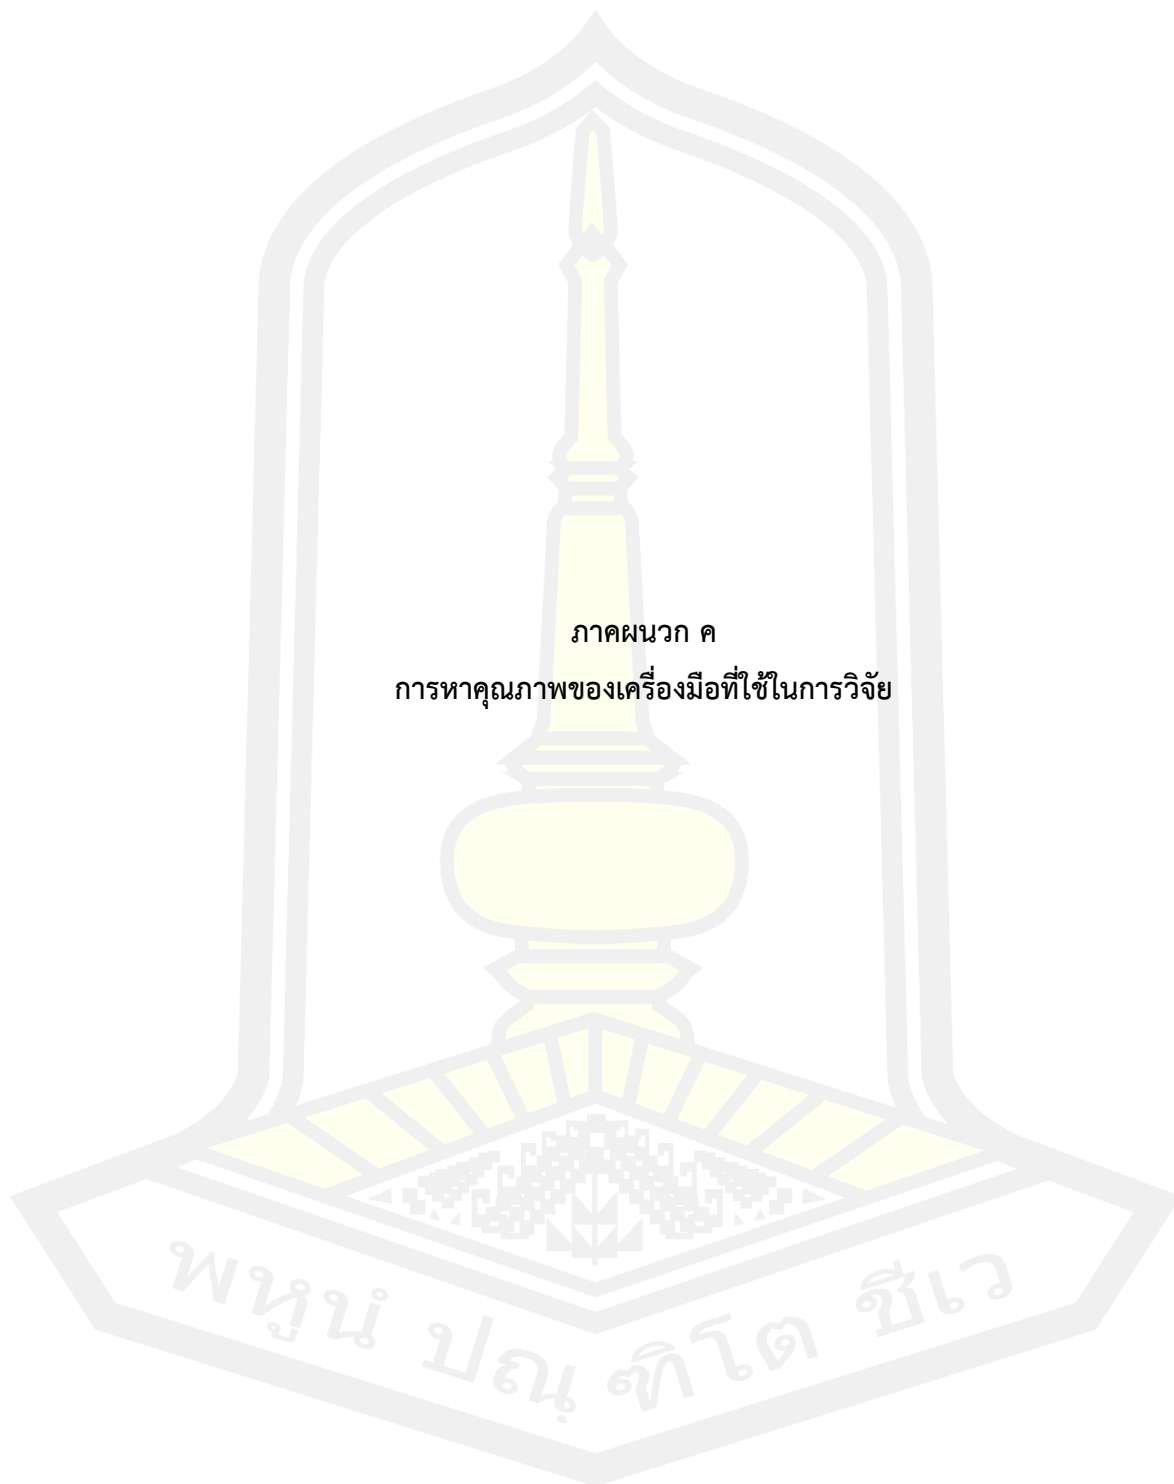 ภาคผนวก ค
การหาคุณภาพของเครื่องมือที่ใช้ในการวิจัย
พหูนํ ปณฺฑิโต ชีเว